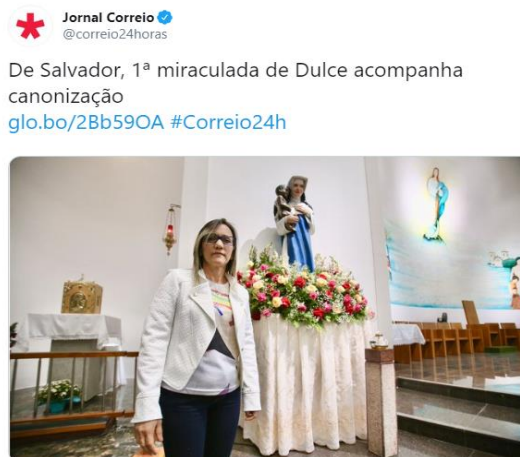 Jornal Correio
@correio24horas
De Salvador, 1ª miraculada de Dulce acompanha
canonização
glo.bo/2Bb59OA #Correio24h